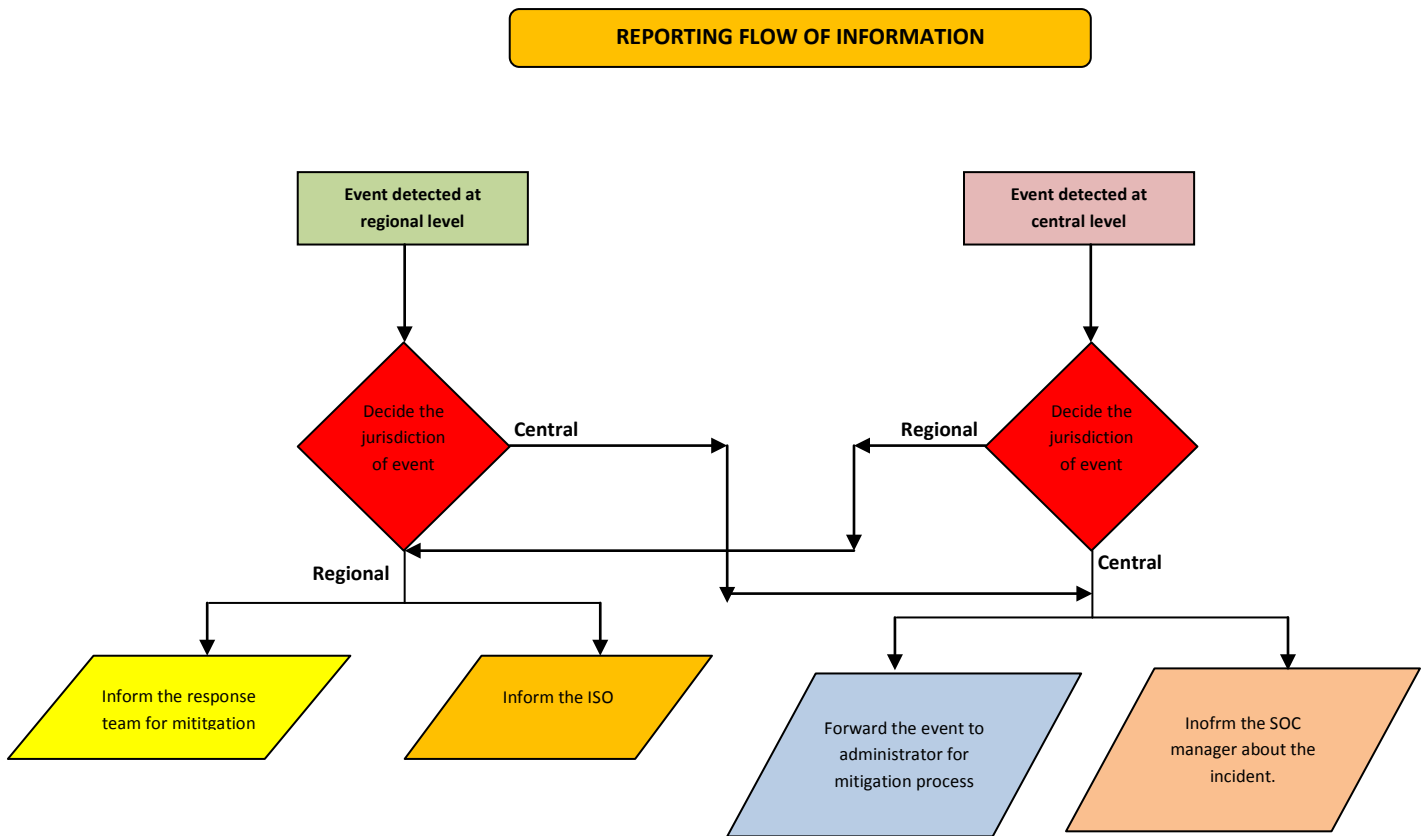 REPORTING FLOW OF INFORMATION
Event detected at
regional level
Event detected at
central level
Decide the
jurisdiction
of event
Central
Regional
Decide the
jurisdiction
of event
Regional
Central
Inform the response
team for mititgation
Inform the ISO
Forward the event to
administrator for
mitigation process
Inofrm the SOC
manager about the
incident.